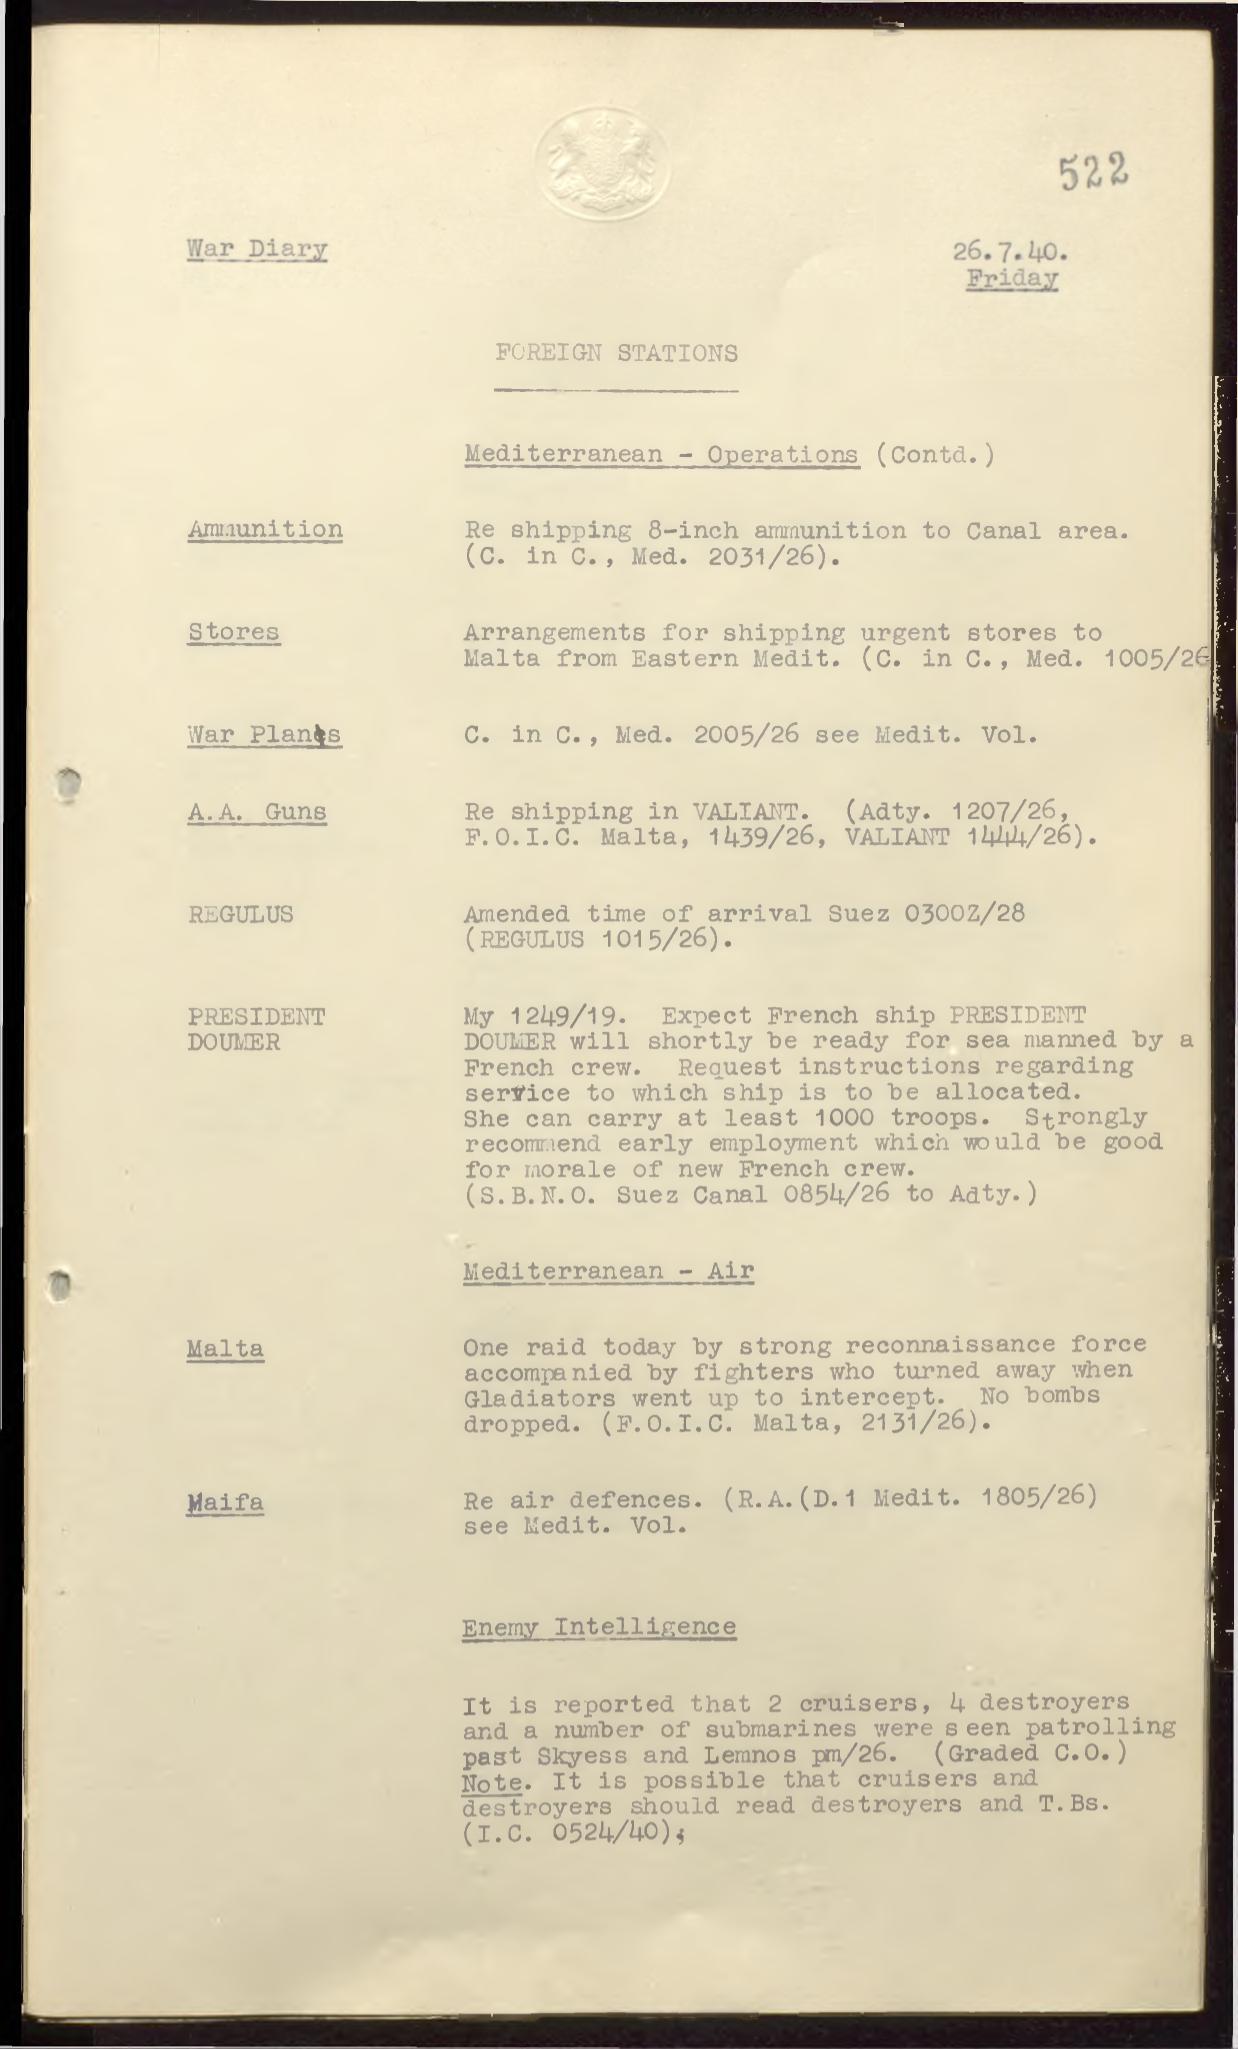 522
War Diary
26.7.40.
Friday
FOREIGN STATIONS
Mediterranean - Operations (Contd.)
Ammunition
Re shipping 8-inch ammunition to Canal area.
(C. in C., Med. 2031/26).
Stores
Arrangements for shipping urgent stores to
Malta from Eastern Medit. (C. in C., Med. 1005/26
War Plans
C. in C., Med. 2005/26 see Medit. Vol.
A.A. Guns
Re shipping in VALIANT. (Adty. 1207/26,
F.O.I.C. Malta, 1439/26, VALIANT 1444/26).
REGULUS
Amended time of arrival Suez 0300Z/28
(REGULUS 1015/26).
PRESIDENT
DOUMER
My 1249/19. Expect French ship PRESIDENT
DOUMER will shortly be ready for sea manned by a
French crew. Request instructions regarding
service to which ship is to be allocated.
She can carry at least 1000 troops. Strongly
recommend early employment which would be good
for morale of new French crew.
(S.B.N.O. Suez Canal 0854/26 to Adty.)
Mediterranean - Air
Malta
One raid today by strong reconnaissance force
accompanied by fighters who turned away when
Gladiators went up to intercept. No bombs
dropped. (F.O.I.C. Malta, 2131/26).
Maifa
Re air defences. (R.A.(D.1 Medit. 1805/26)
see Medit. Vol.
Enemy Intelligence
It is reported that 2 cruisers, 4 destroyers
and a number of submarines were seen patrolling
past Skyess and Lemnos pm/26. (Graded C.O.)
Note. It is possible that cruisers and
destroyers should read destroyers and T.Bs.
(I.C. 0524/40);